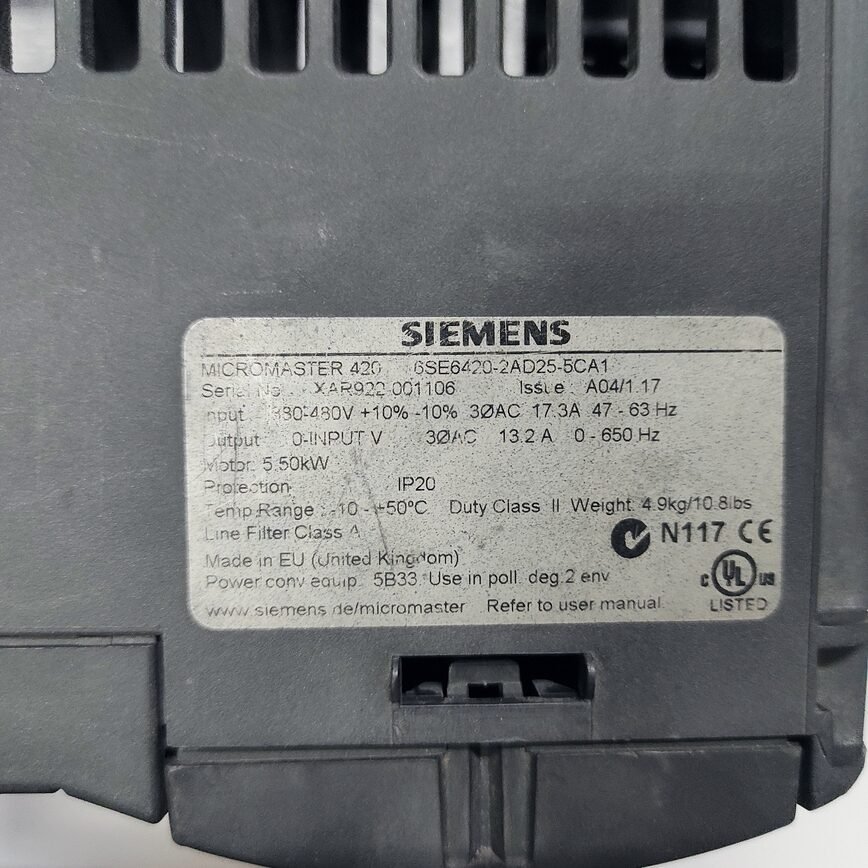 SIEMENS
MICROMASTER 420 6SE6420-2AD25-5CA1
Serial No: XAR922-001106 Issue: A04/1.17
Input 380-480V +10% -10% 3ØAC 17.3A 47 - 63 Hz
Output 0-INPUT V 3ØAC 13.2 A 0 - 650 Hz
Motor: 5.50kW
Protection IP20
Temp Range : -10 - +50ºC Duty Class II Weight: 4.9kg/10.8lbs
Line Filter Class A
N117 CE
Made in EU (United Kingdom)
Power conv equip. 5B33 Use in poll. deg.2 env
C UL US
www.siemens.de/micromaster Refer to user manual
LISTED